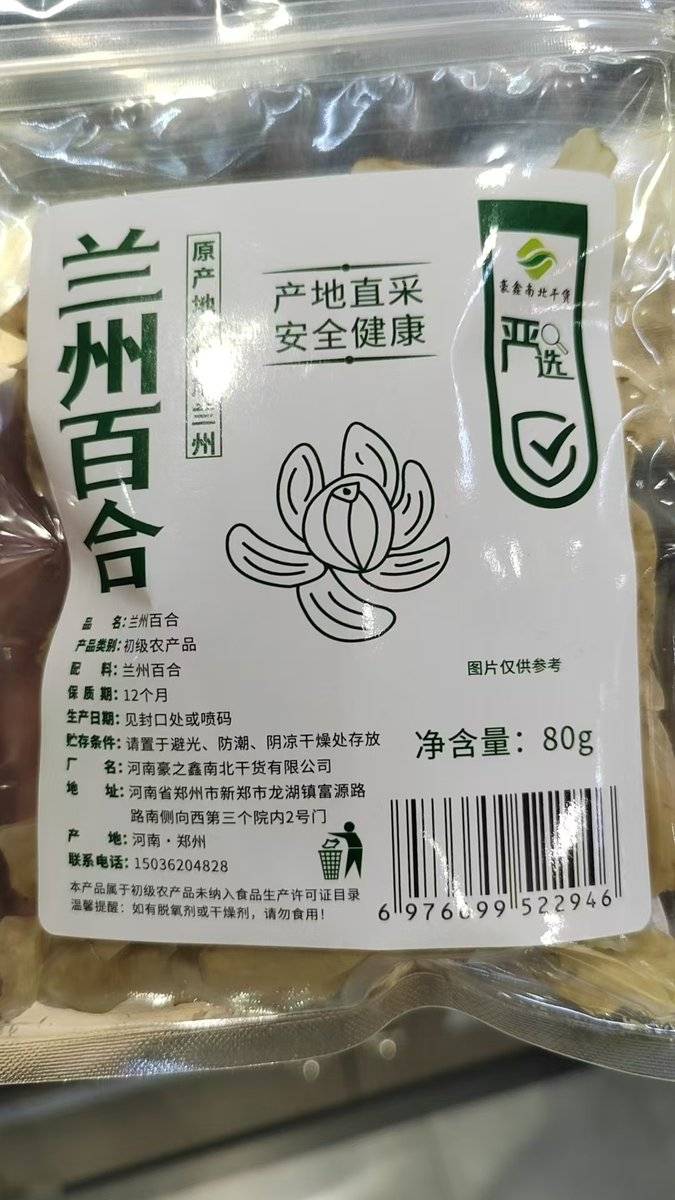 兰州百合
原产地
兰州
产地直采
安全健康
豪鑫南北干货
严选
品 名:兰州百合
产品类别:初级农产品
配 料:兰州百合
保 质 期:12个月
生产日期:见封口处或喷码
贮存条件:请置于避光、防潮、阴凉干燥处存放
厂 名:河南豪之鑫南北干货有限公司
地 址:河南省郑州市新郑市龙湖镇富源路
路南侧向西第三个院内2号门
产 地:河南·郑州
联系电话:15036204828
本产品属于初级农产品未纳入食品生产许可证目录
温馨提醒:如有脱氧剂或干燥剂,请勿食用!
图片仅供参考
净含量:80g
6 976699 522946